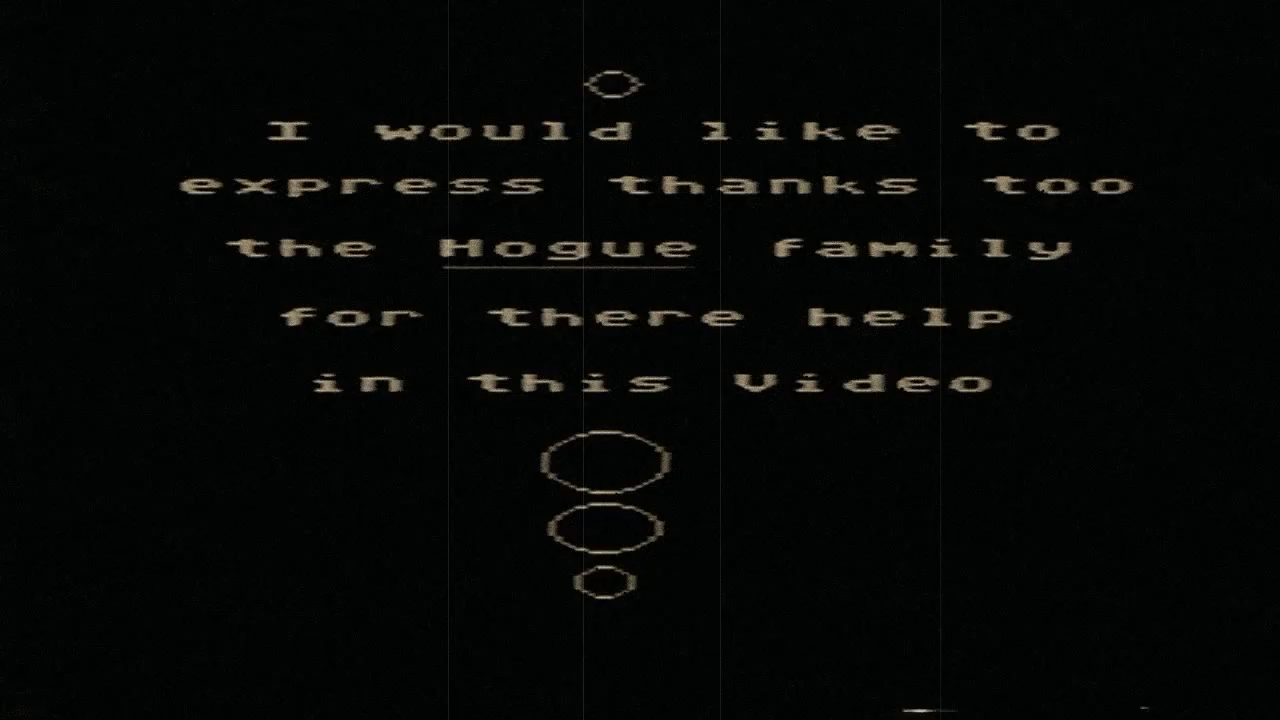 I would like to
express thanks too
the Hogue family
for there help
in this Video